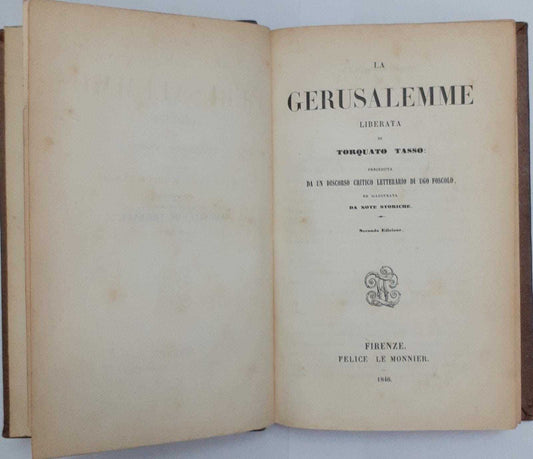 LA
GERUSALEMME
LIBERATA
DI
TORQUATO TASSO:
PRECEDUTA
DA UN DISCORSO CRITICO LETTERARIO DI UGO FOSCOLO,
ED ILLUSTRATA
DA NOTE STORICHE.
Seconda Edizione.
FIRENZE.
FELICE LE MONNIER.
1848.